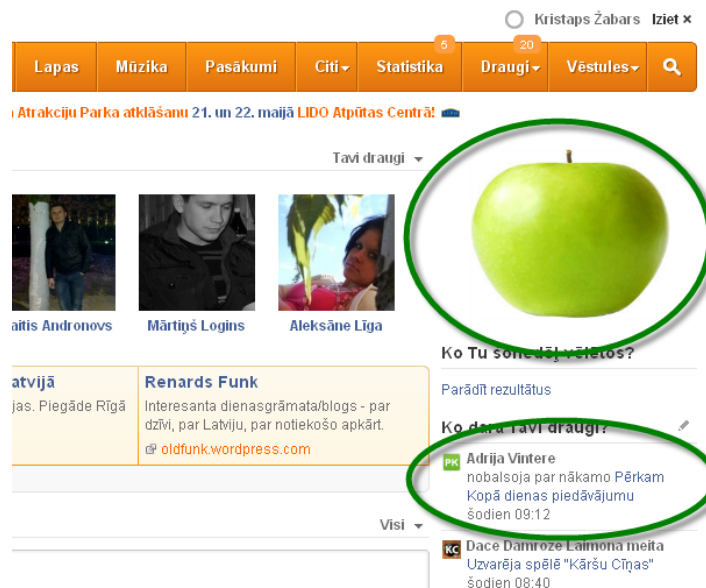 Kristaps Žabars Iziet ×
5
20
Lapas Mūzika Pasākumi Citi Statistika Draugi Vēstules
Atrakciju Parka atklāšanu 21. un 22. maijā LIDO Atpūtas Centrā!
Tavi draugi
aitis Andronovs Mārtiņš Logins Aleksāne Līga
Ko Tu šonedēļ vēlētos?
Parādīt rezultātus
atvijā
jas. Piegāde Rīgā
Renards Funk
Interesanta dienasgrāmata/blogs - par
dzīvi, par Latviju, par notiekošo apkārt.
oldfunk.wordpress.com
Ko dara Tavi draugi?
PK Adrija Vintere
nobalsoja par nākamo Pērkam
Kopā dienas piedāvājumu
šodien 09:12
Visi
KC Dace Damroze Laimona meita
Uzvarēja spēlē "Kāršu Cīņas"
šodien 08:40